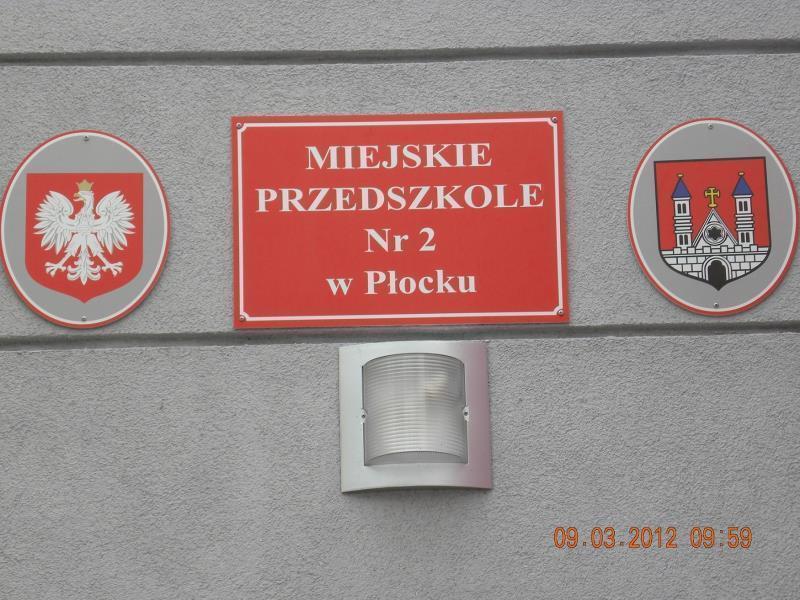 MIEJSKIE
PRZEDSZKOLE
Nr 2
w Płocku
09.03.2012 09:59